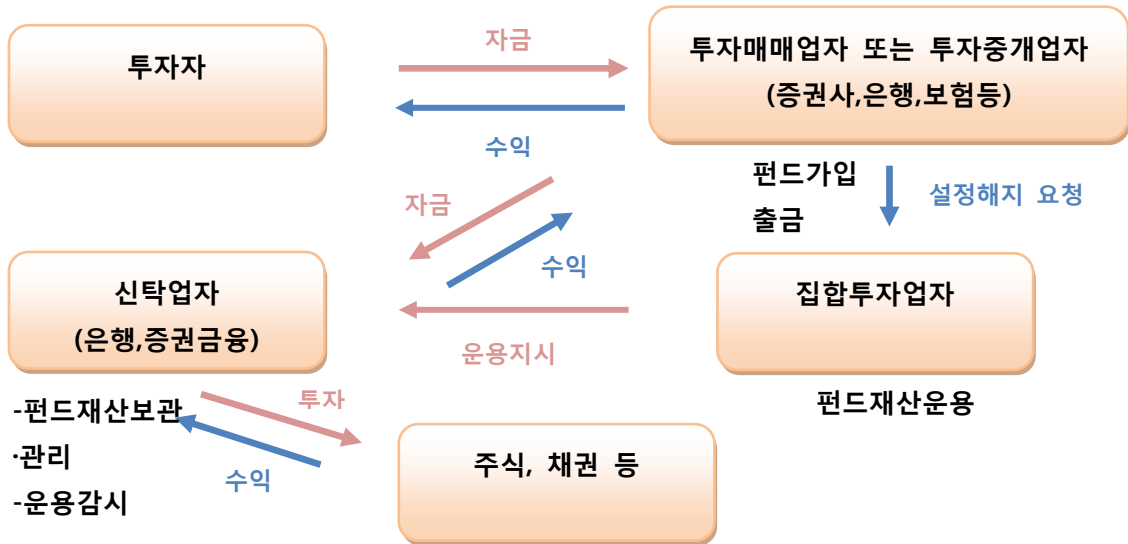 투자자
자금
투자매매업자 또는 투자중개업자
(증권사,은행,보험등)
수익
펀드가입
출금
설정해지 요청
자금
수익
신탁업자
(은행,증권금융)
집합투자업자
운용지시
펀드재산운용
-펀드재산보관
·관리
-운용감시
투자
수익
주식, 채권 등